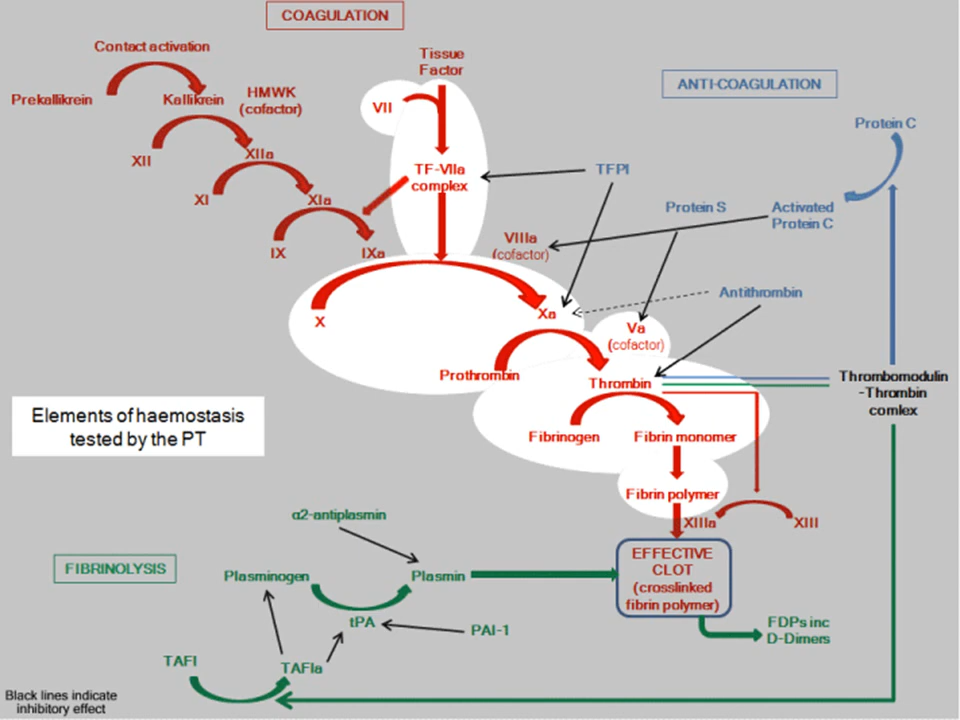 COAGULATION
Contact activation
Tissue
Factor
ANTI-COAGULATION
Prekallikrein
Kallikrein
HMWK
(cofactor)
VII
Protein C
XII
XIIa
TF-VIIa
complex
TFPI
XI
XIa
Protein S
Activated
Protein C
IX
IXa
VIIIa
(cofactor)
Antithrombin
X
Xa
Va
(cofactor)
Prothrombin
Thrombin
Thrombomodulin
-Thrombin
comlex
Elements of haemostasis
tested by the PT
Fibrinogen
Fibrin monomer
Fibrin polymer
XIIIa
XIII
α2-antiplasmin
FIBRINOLYSIS
Plasminogen
Plasmin
EFFECTIVE
CLOT
(crosslinked
fibrin polymer)
tPA
PAI-1
FDPs inc
D-Dimers
TAFI
TAFIa
Black lines indicate
inhibitory effect